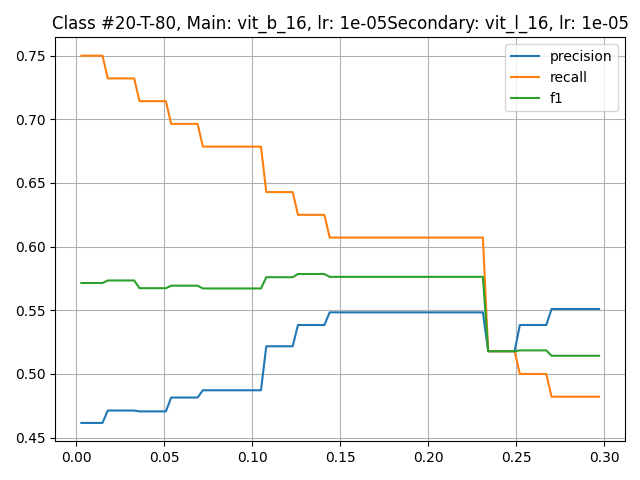 Class #20-T-80, Main: vit_b_16, lr: 1e-05Secondary: vit_l_16, lr: 1e-05
precision
recall
f1
0.75
0.70
0.65
0.60
0.55
0.50
0.45
0.00 0.05 0.10 0.15 0.20 0.25 0.30